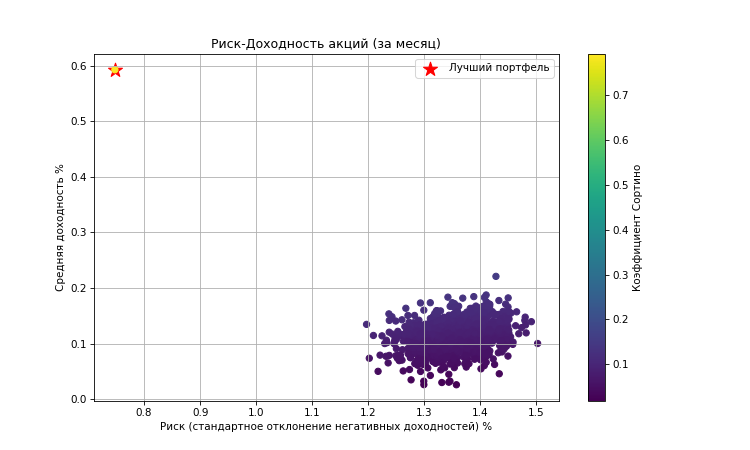 Риск-Доходность акций (за месяц)
Лучший портфель
Средняя доходность %
0.6
0.5
0.4
0.3
0.2
0.1
0.0
0.8 0.9 1.0 1.1 1.2 1.3 1.4 1.5
Риск (стандартное отклонение негативных доходностей) %
0.7
0.6
0.5
0.4
0.3
0.2
0.1
Коэффициент Сортино